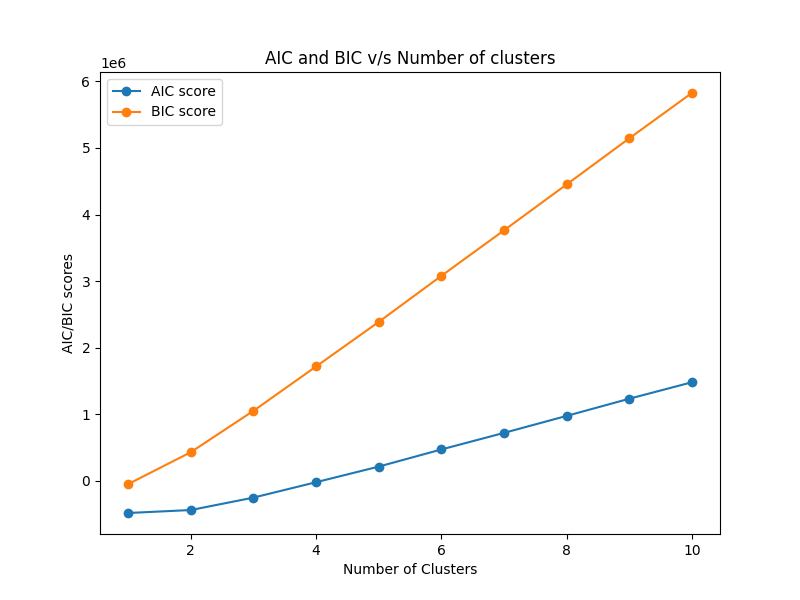 AIC and BIC v/s Number of clusters
1e6
AIC score
BIC score
6
5
4
3
2
1
0
AIC/BIC scores
2 4 6 8 10
Number of Clusters